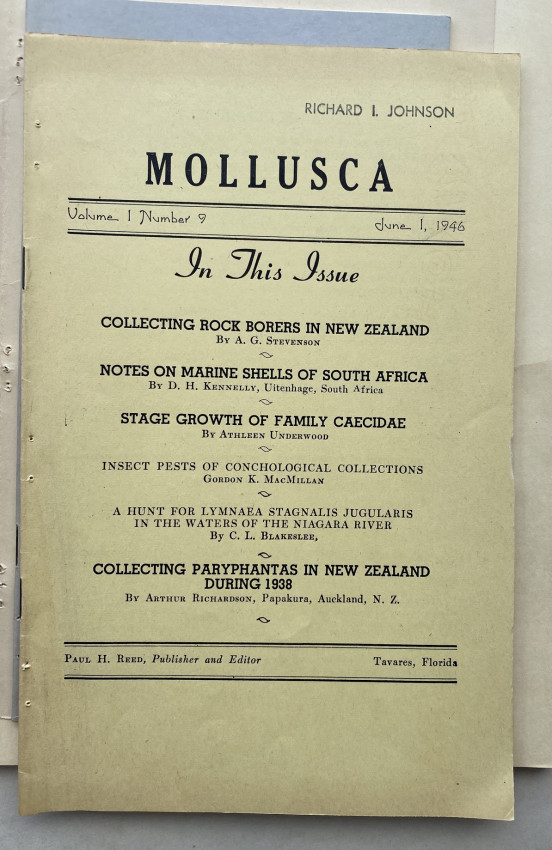 RICHARD I. JOHNSON
MOLLUSCA
Volume 1 Number 9
June 1, 1946
In This Issue
COLLECTING ROCK BORERS IN NEW ZEALAND
By A. G. Stevenson
NOTES ON MARINE SHELLS OF SOUTH AFRICA
By D. H. Kennelly, Uitenhage, South Africa
STAGE GROWTH OF FAMILY CAECIDAE
By Athleen Underwood
INSECT PESTS OF CONCHOLOGICAL COLLECTIONS
Gordon K. MacMillan
A HUNT FOR LYMNAEA STAGNALIS JUGULARIS
IN THE WATERS OF THE NIAGARA RIVER
By C. L. Blakeslee,
COLLECTING PARYPHANTAS IN NEW ZEALAND
DURING 1938
By Arthur Richardson, Papakura, Auckland, N. Z.
Paul H. Reed, Publisher and Editor
Tavares, Florida